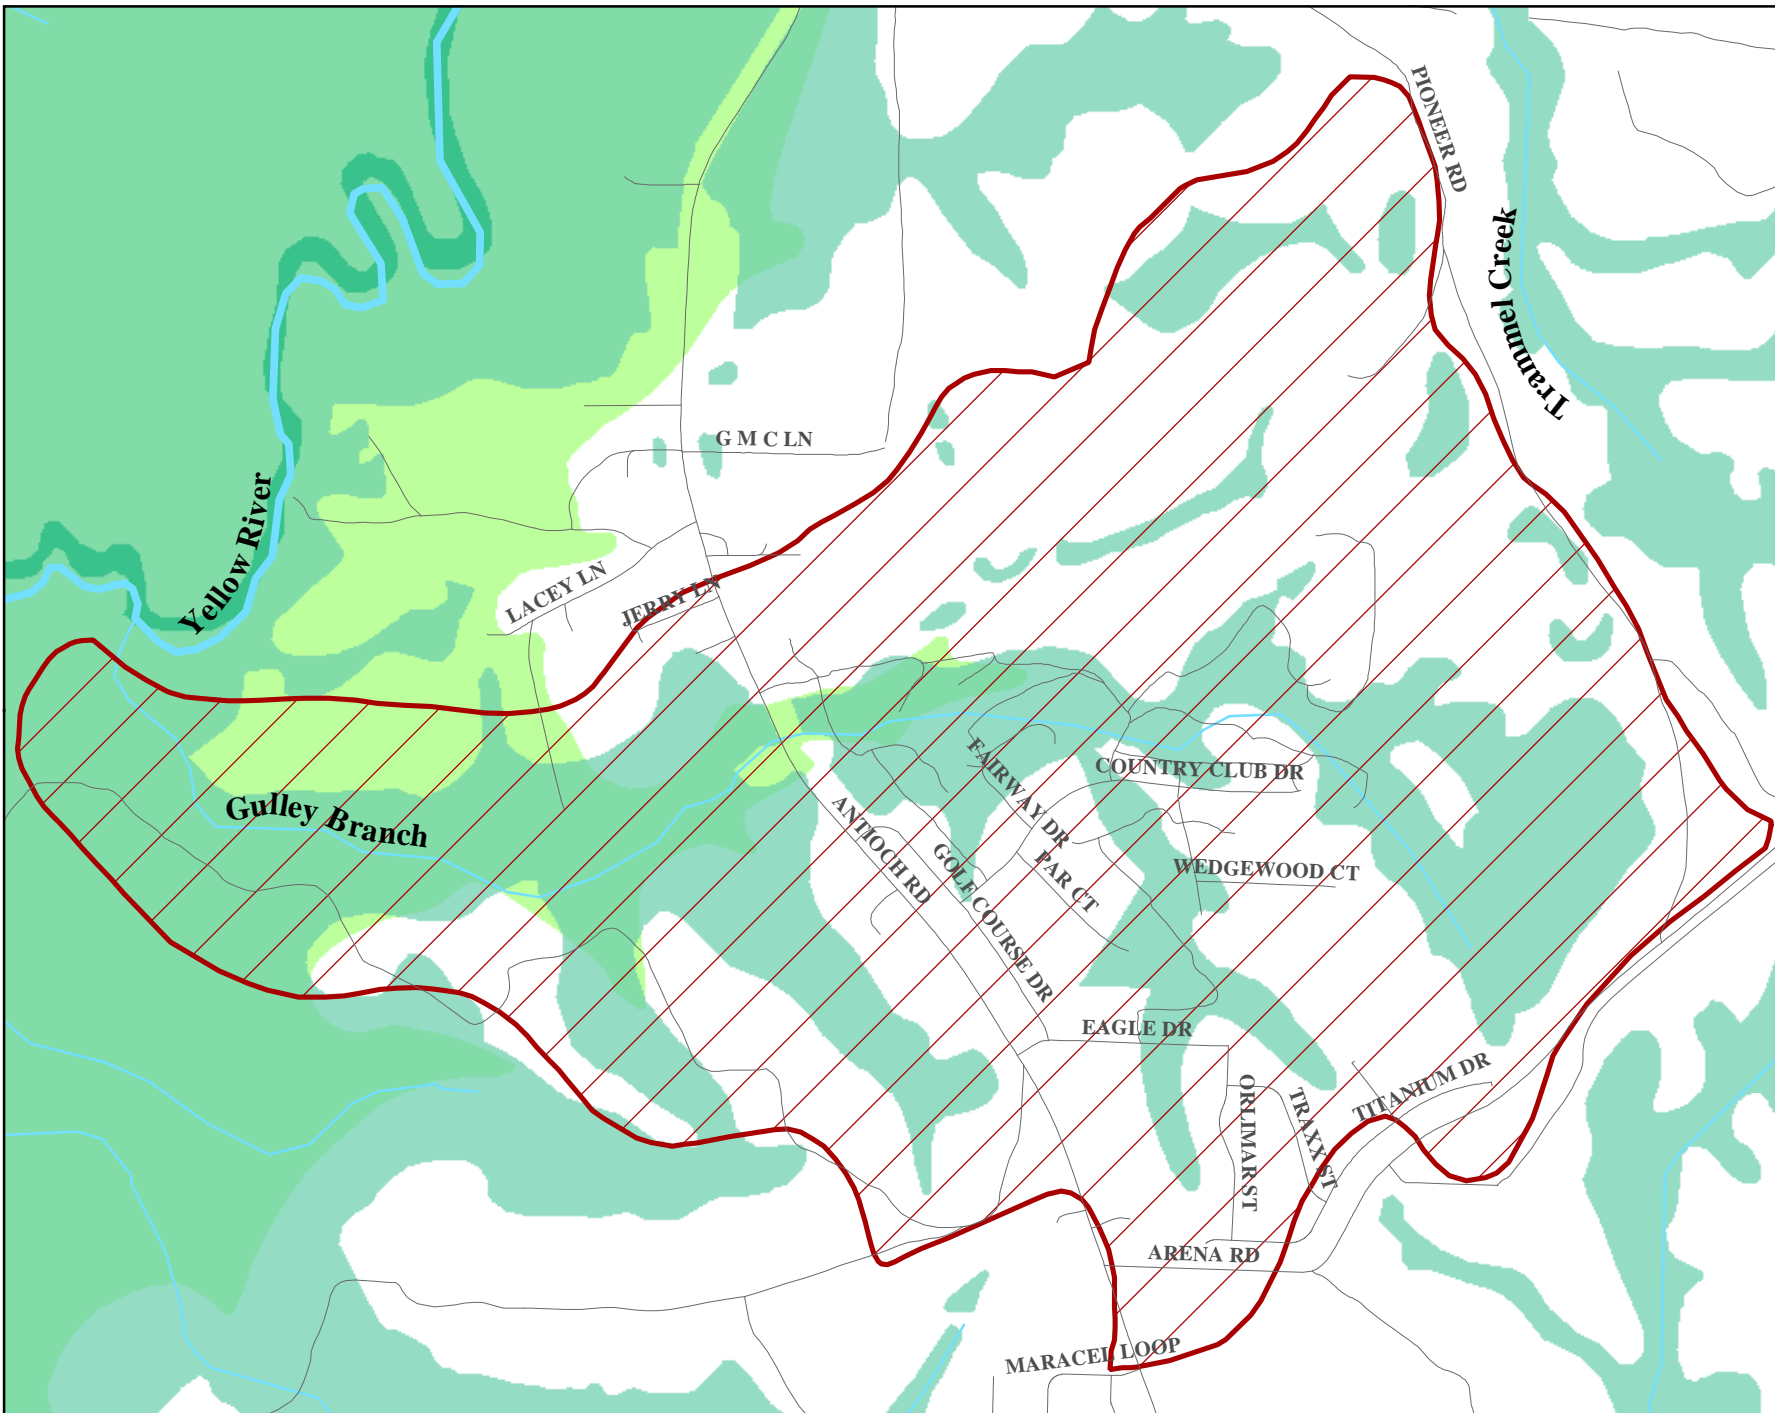 PIONEER RD
Trammel Creek
G M C LN
Yellow River
LACEY LN
JERRY LN
FAIRWAY DR
COUNTRY CLUB DR
Gulley Branch
ANTIOCH RD
GOLF COURSE DR
PAR CT
WEDGEWOOD CT
EAGLE DR
ORLIMAR ST
TRAXX ST
TITANIUM DR
ARENA RD
MARACEL LOOP